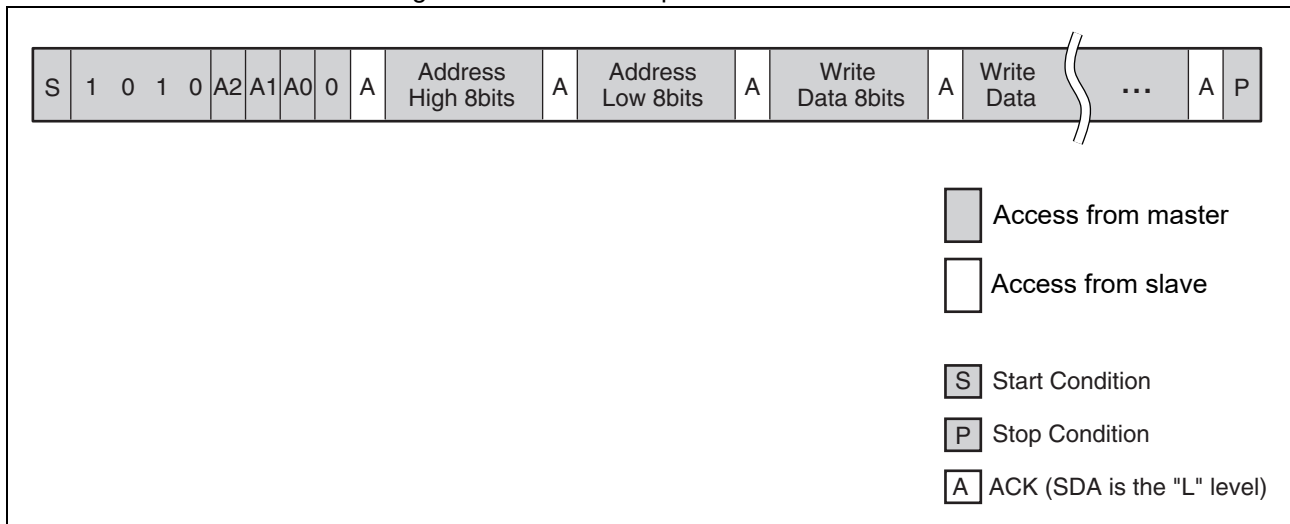 S 1 0 1 0 A2 A1 A0 0 A Address High 8bits A Address Low 8bits A Write Data 8bits A Write Data ... A P
Access from master
Access from slave
S Start Condition
P Stop Condition
A ACK (SDA is the "L" level)